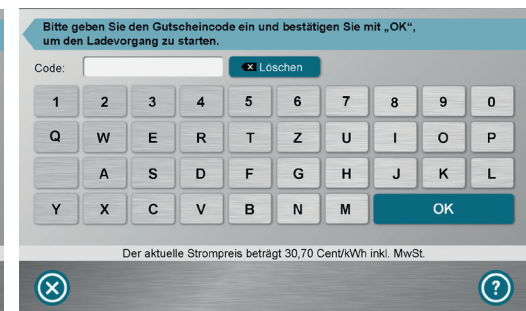 Bitte geben Sie den Gutscheincode ein und bestätigen Sie mit „OK“,
um den Ladevorgang zu starten.
Code: Löschen
1 2 3 4 5 6 7 8 9 0
Q W E R T Z U I O P
A S D F G H J K L
Y X C V B N M OK
Der aktuelle Strompreis beträgt 30,70 Cent/kWh inkl. MwSt.
?